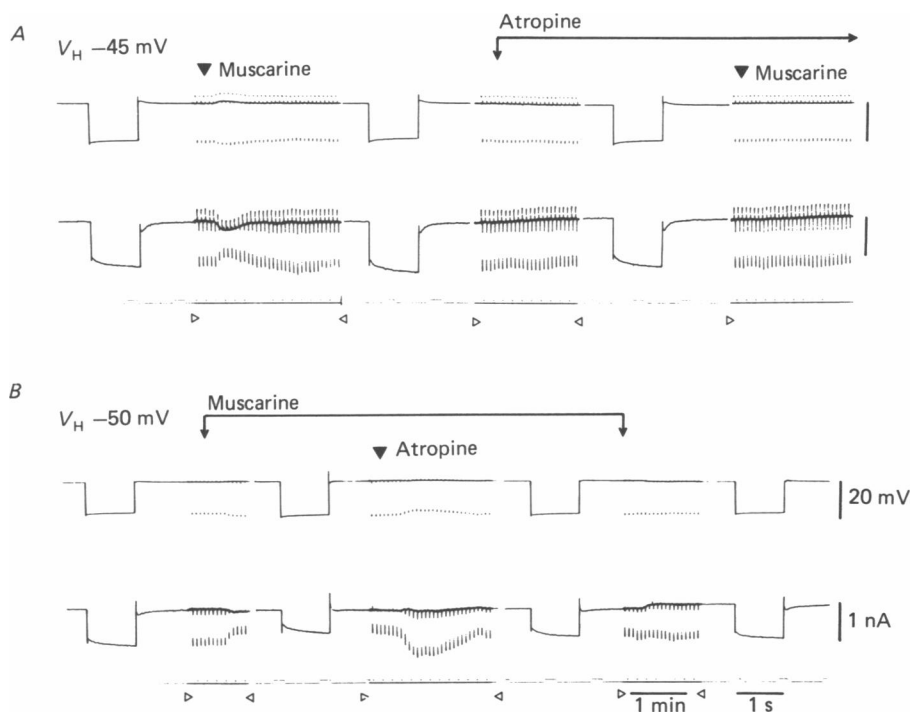 A
V_H −45 mV
Atropine
Muscarine
Muscarine
B
V_H −50 mV
Muscarine
Atropine
20 mV
1 nA
1 min
1 s